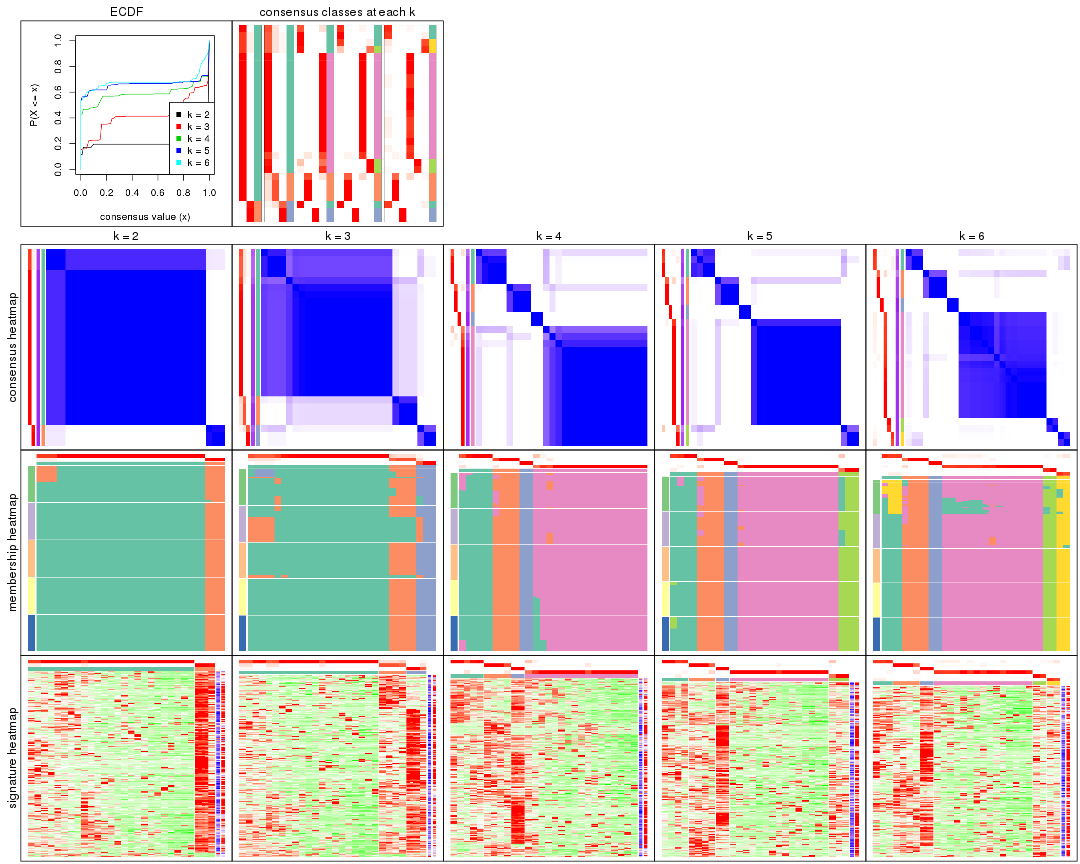 ECDF
consensus classes at each k
P(X <= x)
1.0
0.8
0.6
0.4
0.2
0.0
k = 2
k = 3
k = 4
k = 5
k = 6
0.0 0.2 0.4 0.6 0.8 1.0
consensus value (x)
k = 2
k = 3
k = 4
k = 5
k = 6
consensus heatmap
membership heatmap
signature heatmap